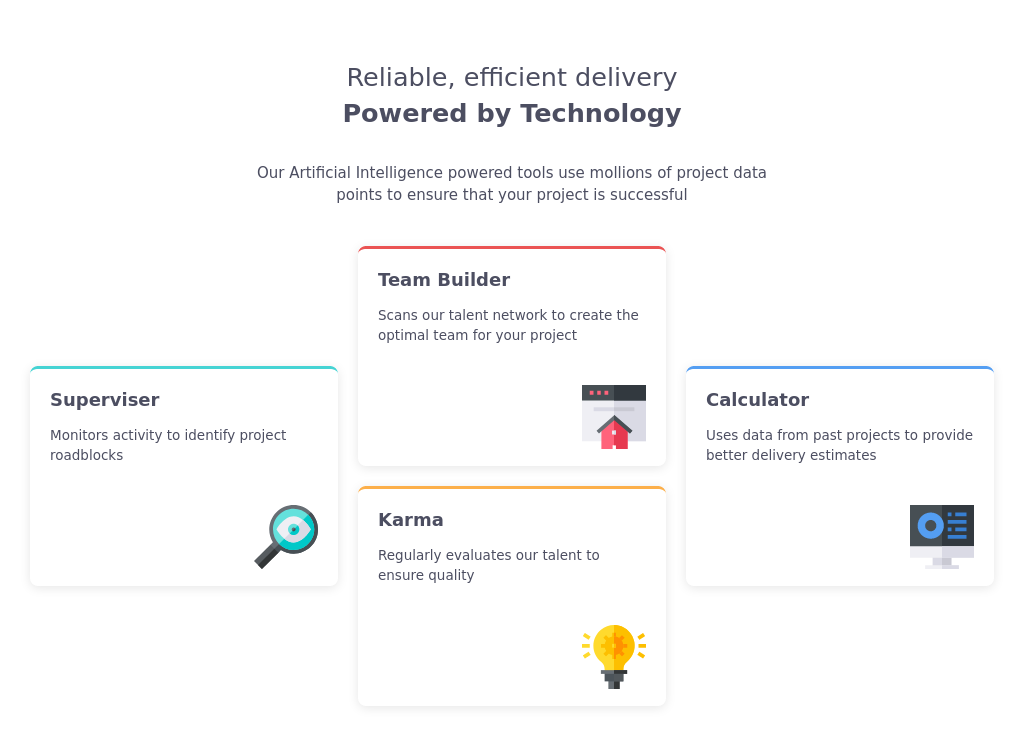 Reliable, efficient delivery
Powered by Technology
Our Artificial Intelligence powered tools use mollions of project data
points to ensure that your project is successful
Team Builder
Scans our talent network to create the
optimal team for your project
Superviser
Monitors activity to identify project
roadblocks
Calculator
Uses data from past projects to provide
better delivery estimates
Karma
Regularly evaluates our talent to
ensure quality